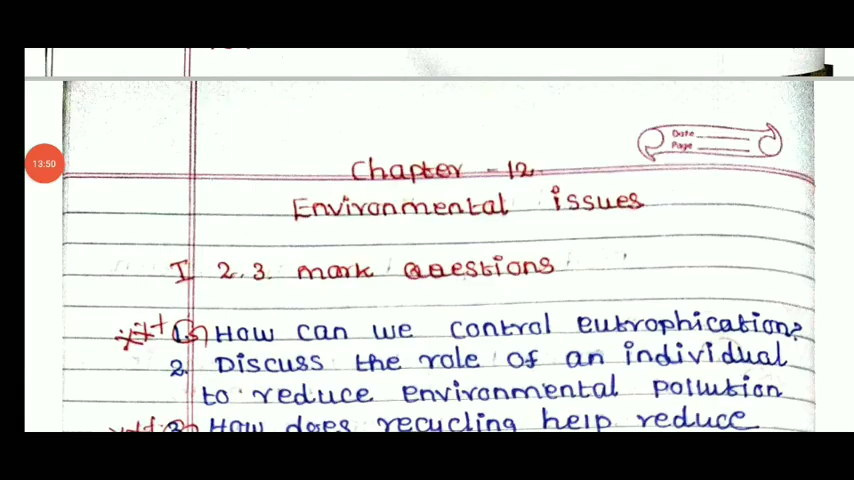 Date
Page
13:50
Chapter - 12
Environmental issues
I 2.3. mark Questions
1. How can we control eutrophication?
2. Discuss the role of an individual
to reduce environmental pollution
How does recycling help reduce